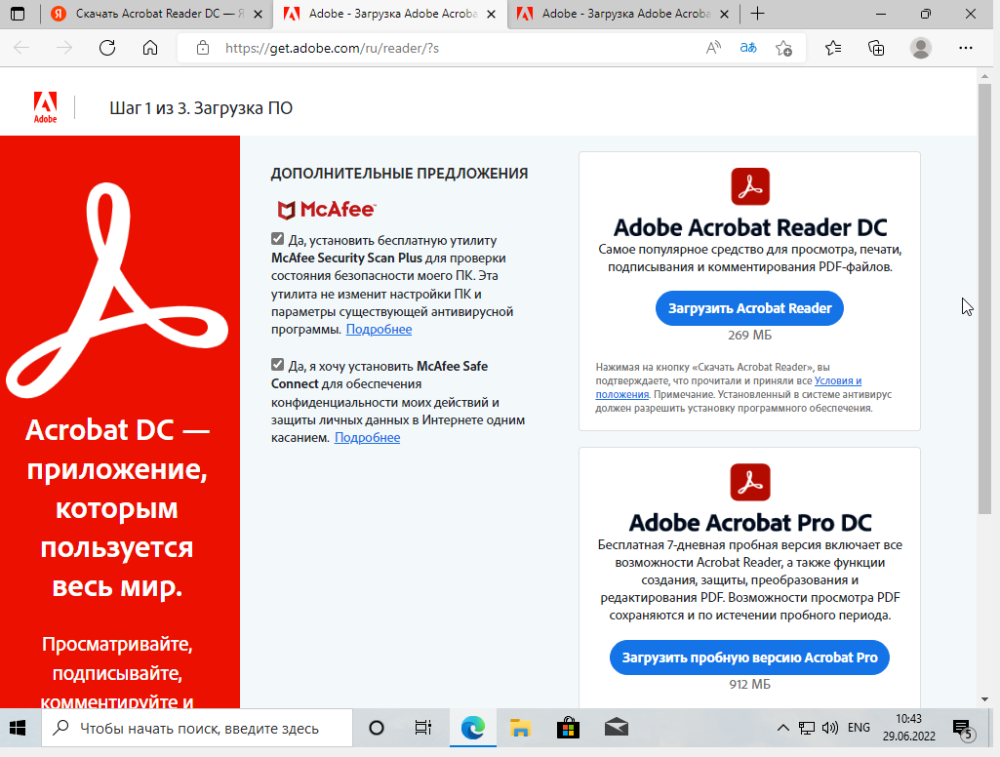 Скачать Acrobat Reader DC — Я
Adobe - Загрузка Adobe Acroba
Adobe - Загрузка Adobe Acroba
https://get.adobe.com/ru/reader/?s
Adobe
Шаг 1 из 3. Загрузка ПО
Acrobat DC —
приложение,
которым
пользуется
весь мир.
Просматривайте,
подписывайте,
комментируйте и
ДОПОЛНИТЕЛЬНЫЕ ПРЕДЛОЖЕНИЯ
McAfee™
Да, установить бесплатную утилиту
McAfee Security Scan Plus для проверки
состояния безопасности моего ПК. Эта
утилита не изменит настройки ПК и
параметры существующей антивирусной
программы. Подробнее
Да, я хочу установить McAfee Safe
Connect для обеспечения
конфиденциальности моих действий и
защиты личных данных в Интернете одним
касанием. Подробнее
Adobe Acrobat Reader DC
Самое популярное средство для просмотра, печати,
подписывания и комментирования PDF-файлов.
Загрузить Acrobat Reader
269 МБ
Нажимая на кнопку «Скачать Acrobat Reader», вы
подтверждаете, что прочитали и приняли все Условия и
положения. Примечание. Установленный в системе антивирус
должен разрешить установку программного обеспечения.
Adobe Acrobat Pro DC
Бесплатная 7-дневная пробная версия включает все
возможности Acrobat Reader, а также функции
создания, защиты, преобразования и
редактирования PDF. Возможности просмотра PDF
сохраняются и по истечении пробного периода.
Загрузить пробную версию Acrobat Pro
912 МБ
Чтобы начать поиск, введите здесь
ENG
10:43
29.06.2022
5